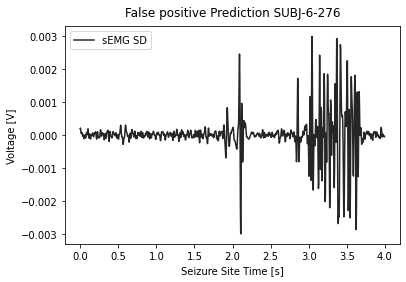 False positive Prediction SUBJ-6-276
sEMG SD
Voltage [V]
0.003
0.002
0.001
0.000
−0.001
−0.002
−0.003
0.0 0.5 1.0 1.5 2.0 2.5 3.0 3.5 4.0
Seizure Site Time [s]